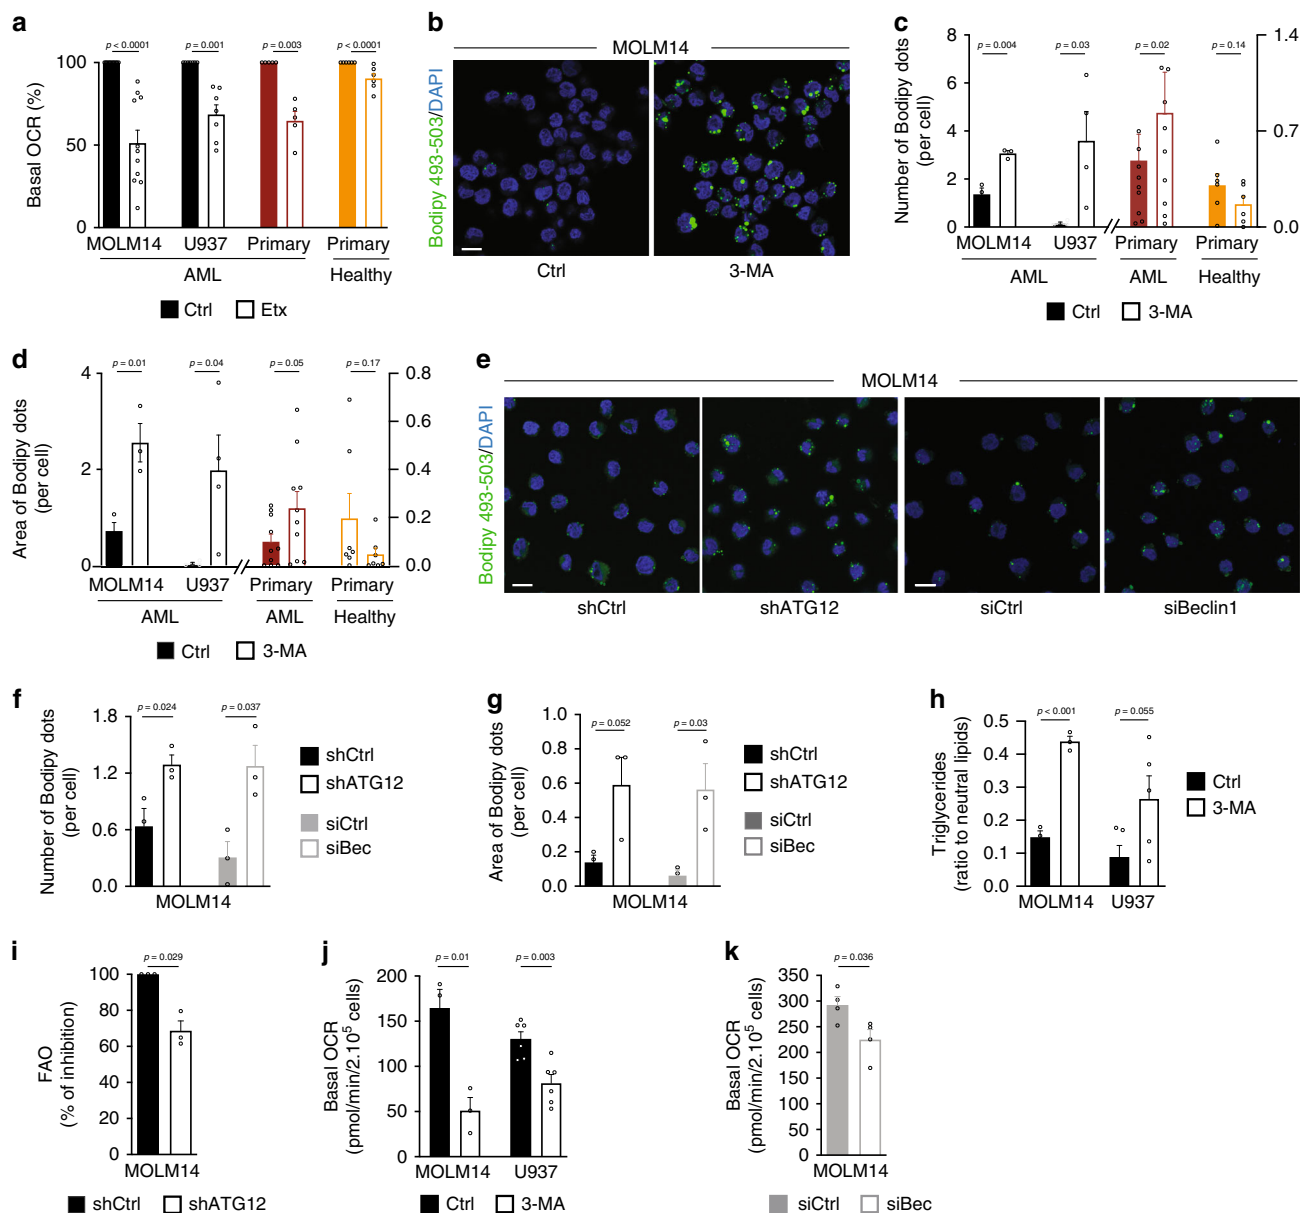 a
Basal OCR (%)
100
50
0
p < 0.0001
p = 0.001
p = 0.003
p < 0.0001
MOLM14
U937
Primary
Primary
AML
Healthy
Ctrl
Etx
b
MOLM14
Bodipy 493-503/DAPI
Ctrl
3-MA
c
Number of Bodipy dots
(per cell)
8
6
4
2
0
p = 0.004
p = 0.03
p = 0.02
p = 0.14
1.4
0.7
0.0
MOLM14
U937
Primary
Primary
AML
AML
Healthy
Ctrl
3-MA
d
Area of Bodipy dots
(per cell)
4
2
0
p = 0.01
p = 0.04
p = 0.05
p = 0.17
0.8
0.6
0.4
0.2
0.0
MOLM14
U937
Primary
Primary
AML
AML
Healthy
Ctrl
3-MA
e
MOLM14
Bodipy 493-503/DAPI
shCtrl
shATG12
siCtrl
siBeclin1
f
Number of Bodipy dots
(per cell)
1.8
1.2
0.6
0.0
p = 0.024
p = 0.037
MOLM14
shCtrl
shATG12
siCtrl
siBec
g
Area of Bodipy dots
(per cell)
1.0
0.8
0.6
0.4
0.2
0.0
p = 0.052
p = 0.03
MOLM14
shCtrl
shATG12
siCtrl
siBec
h
Triglycerides
(ratio to neutral lipids)
0.5
0.4
0.3
0.2
0.1
0.0
p < 0.001
p = 0.055
MOLM14
U937
Ctrl
3-MA
i
FAO
(% of inhibition)
100
80
60
40
20
0
p = 0.029
MOLM14
shCtrl
shATG12
j
Basal OCR
(pmol/min/2.10⁵ cells)
200
150
100
50
0
p = 0.01
p = 0.003
MOLM14
U937
Ctrl
3-MA
k
Basal OCR
(pmol/min/2.10⁵ cells)
350
300
250
200
150
100
50
0
p = 0.036
MOLM14
siCtrl
siBec